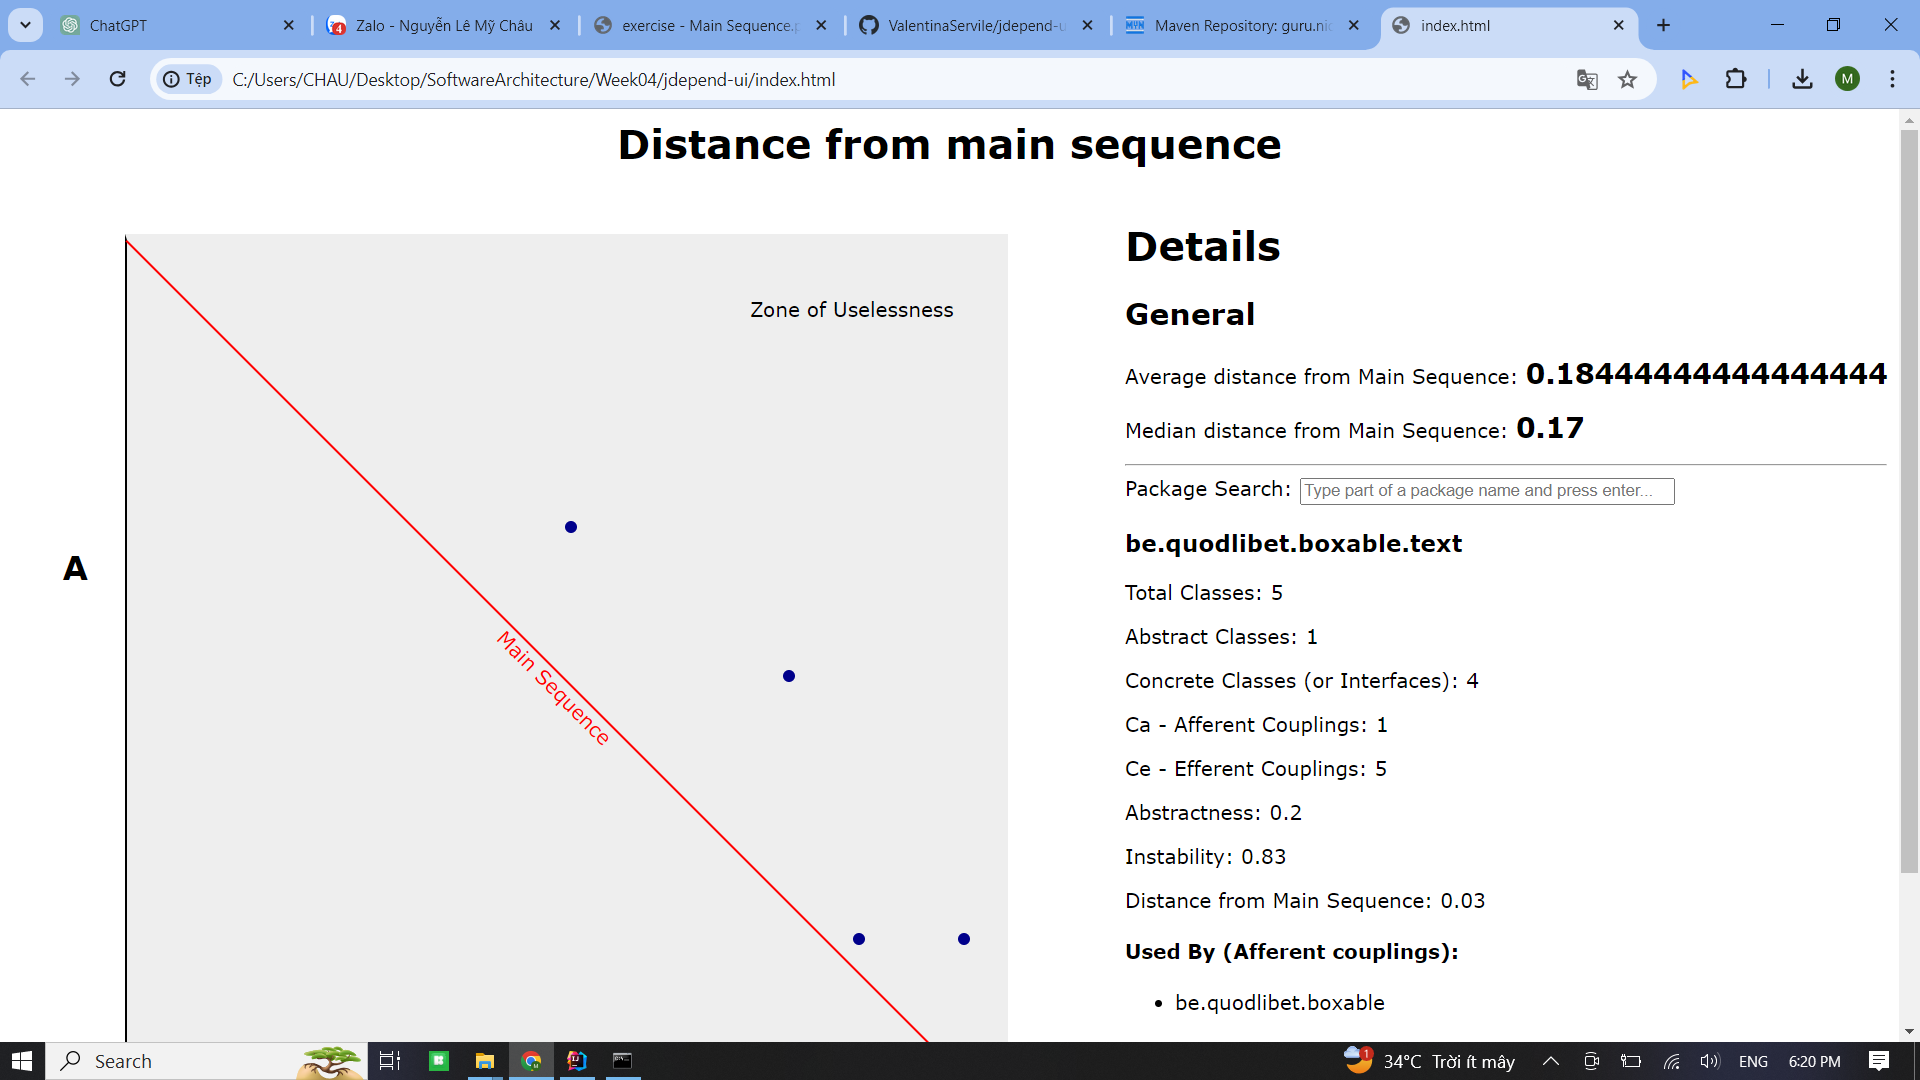 ChatGPT
Zalo - Nguyễn Lê Mỹ Châu
exercise - Main Sequence.p
ValentinaServile/jdepend-u
Maven Repository: guru.nic
index.html
Tệp
C:/Users/CHAU/Desktop/SoftwareArchitecture/Week04/jdepend-ui/index.html
M
Distance from main sequence
Zone of Uselessness
A
Main Sequence
Details
General
Average distance from Main Sequence: 0.18444444444444444
Median distance from Main Sequence: 0.17
Package Search: Type part of a package name and press enter...
be.quodlibet.boxable.text
Total Classes: 5
Abstract Classes: 1
Concrete Classes (or Interfaces): 4
Ca - Afferent Couplings: 1
Ce - Efferent Couplings: 5
Abstractness: 0.2
Instability: 0.83
Distance from Main Sequence: 0.03
Used By (Afferent couplings):
• be.quodlibet.boxable
Search
1
34°C Trời ít mây
ENG
6:20 PM